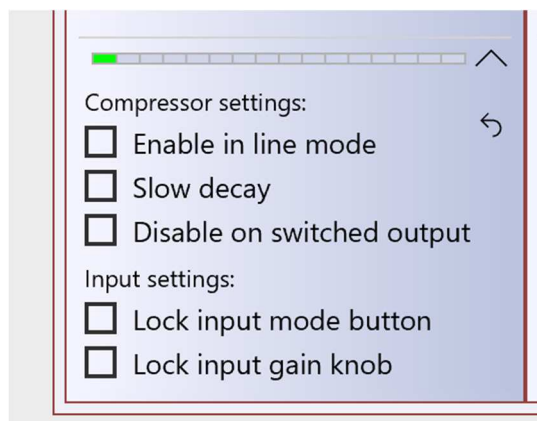 Compressor settings:
Enable in line mode
Slow decay
Disable on switched output
Input settings:
Lock input mode button
Lock input gain knob